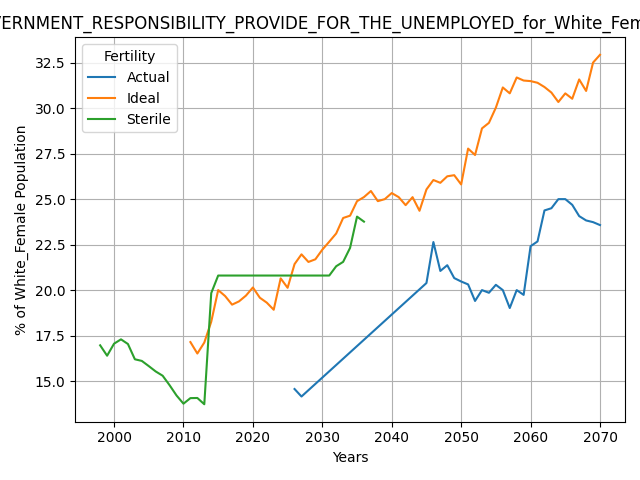 VERNMENT_RESPONSIBILITY_PROVIDE_FOR_THE_UNEMPLOYED_for_White_Fem
Fertility
Actual
Ideal
Sterile
% of White_Female Population
32.5
30.0
27.5
25.0
22.5
20.0
17.5
15.0
2000 2010 2020 2030 2040 2050 2060 2070
Years